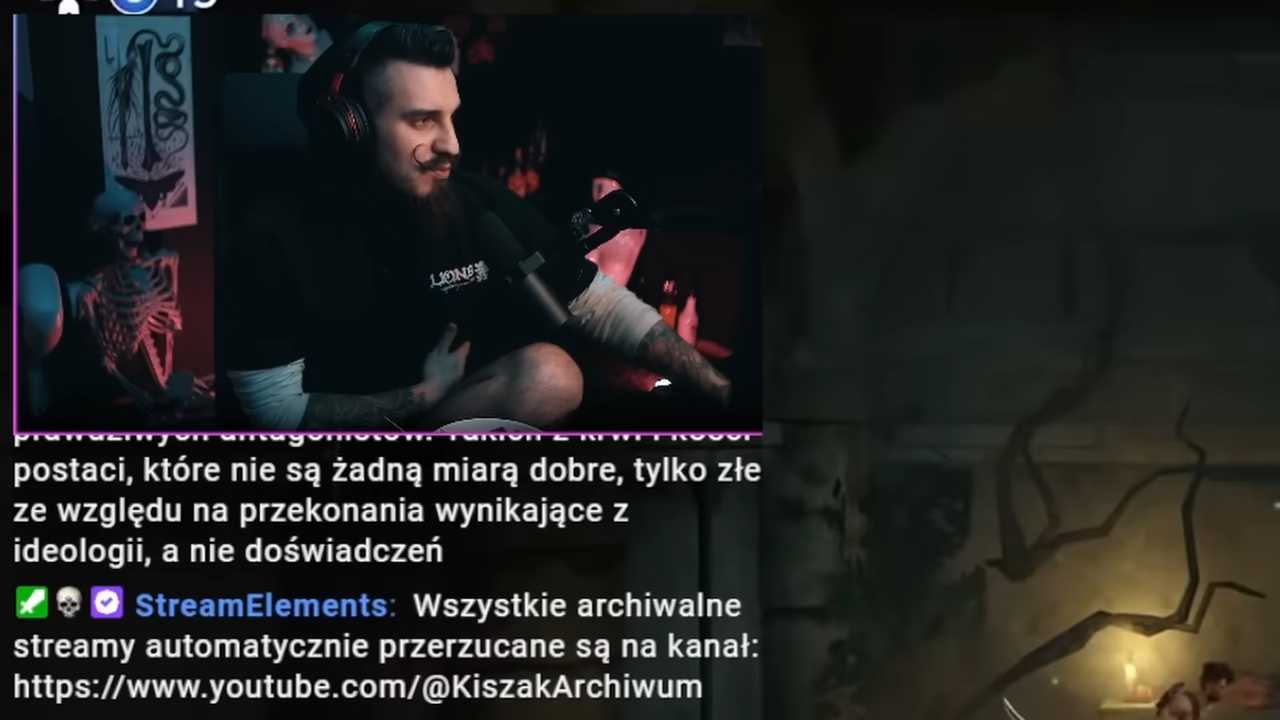 LIONS
postaci, które nie są żadną miarą dobre, tylko złe
ze względu na przekonania wynikające z
ideologii, a nie doświadczeń
StreamElements: Wszystkie archiwalne
streamy automatycznie przerzucane są na kanał:
https://www.youtube.com/@KiszakArchiwum